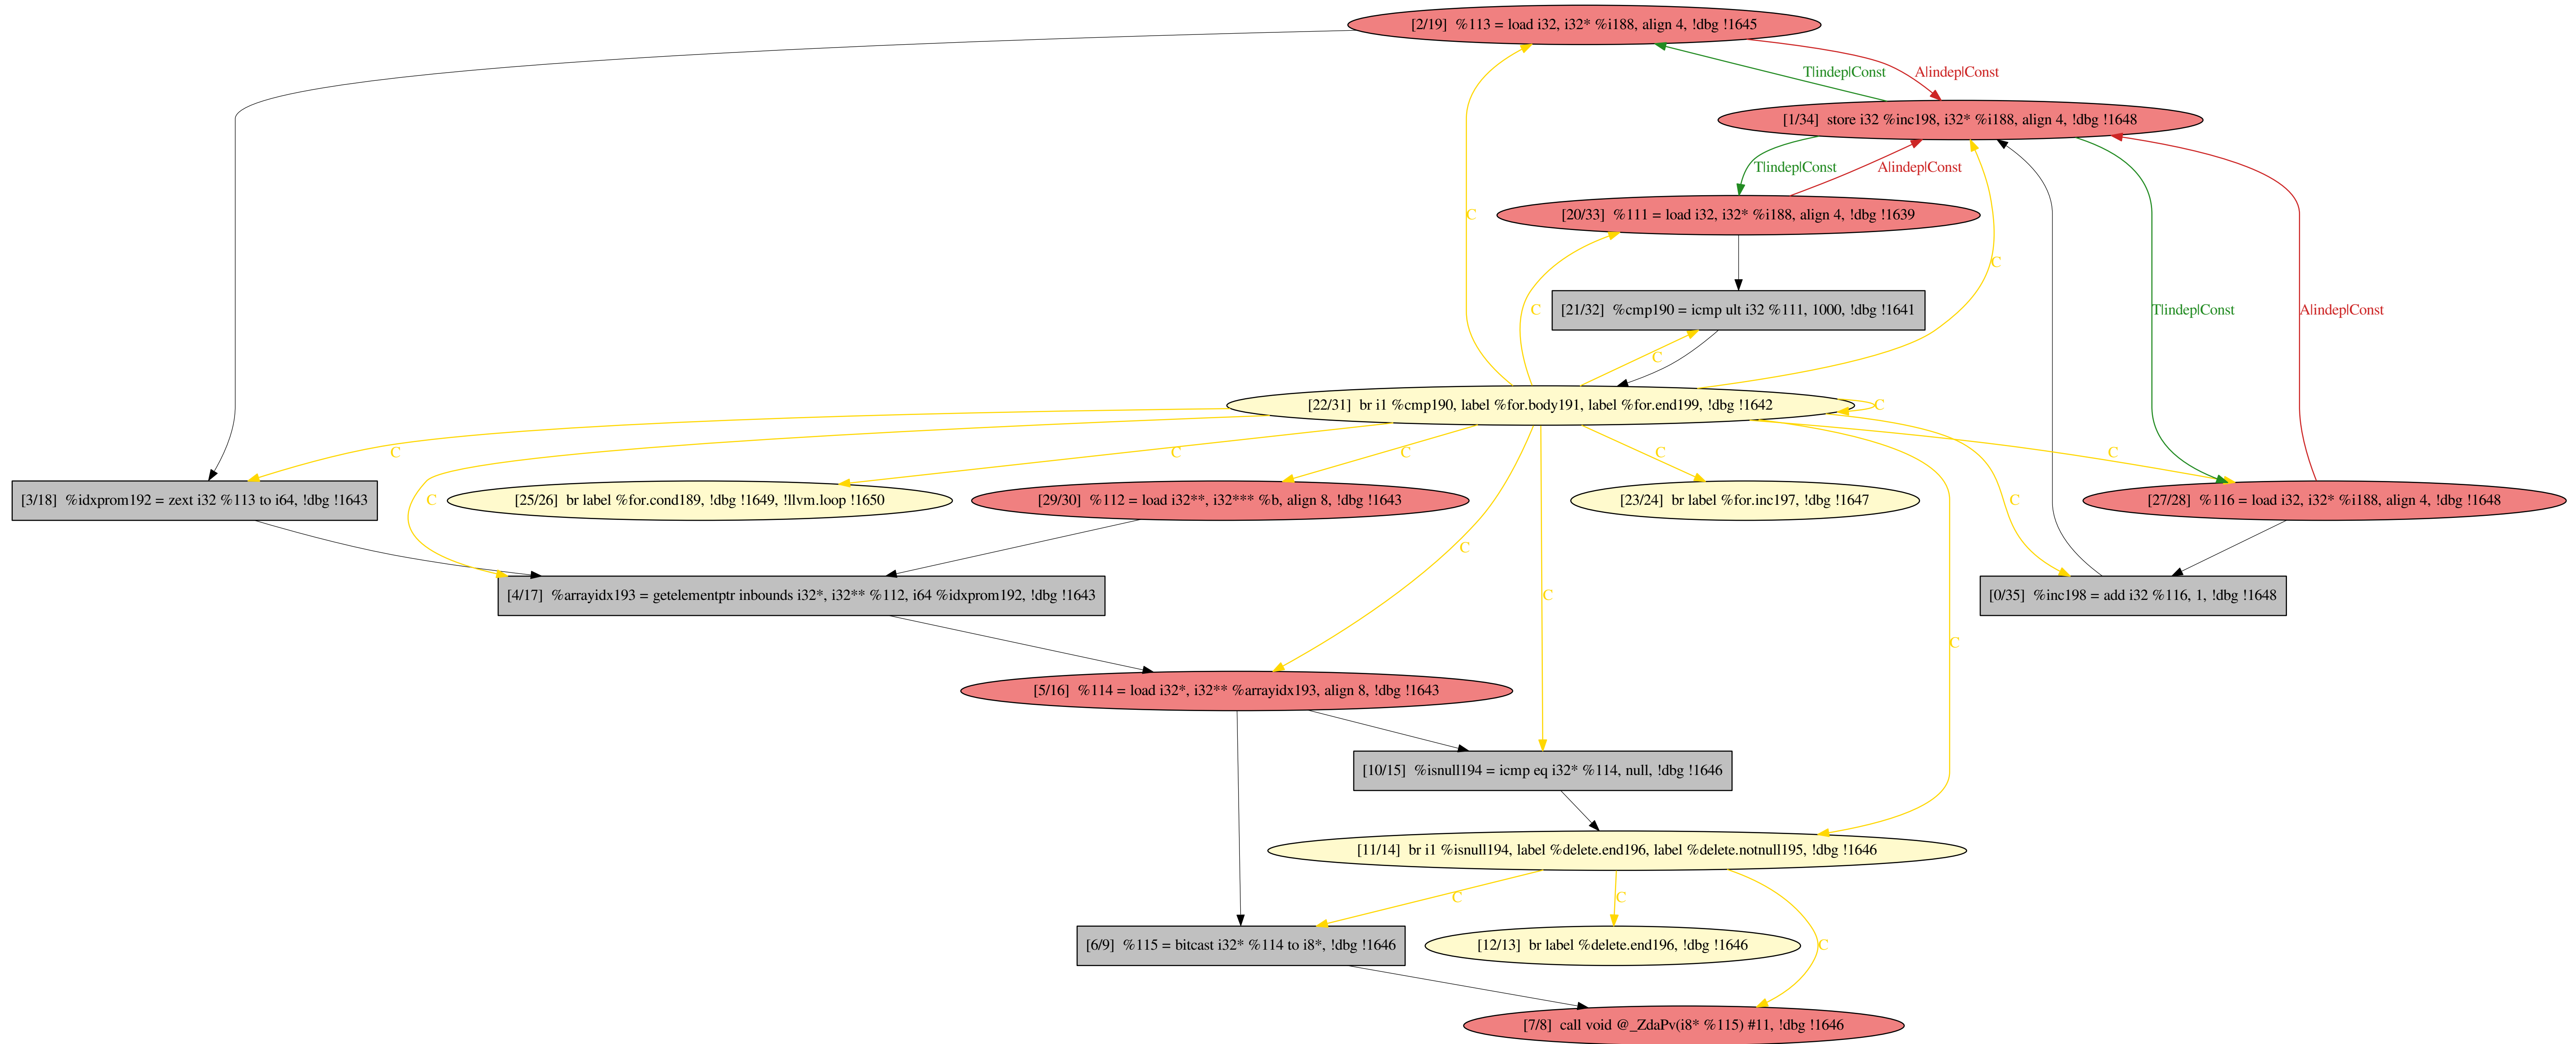 [2/19]  %113 = load i32, i32* %i188, align 4, !dbg !1645
T|indep|Const
A|indep|Const
[1/34]  store i32 %inc198, i32* %i188, align 4, !dbg !1648
T|indep|Const
A|indep|Const
C
[20/33]  %111 = load i32, i32* %i188, align 4, !dbg !1639
C
C
[21/32]  %cmp190 = icmp ult i32 %111, 1000, !dbg !1641
T|indep|Const
A|indep|Const
C
[22/31]  br i1 %cmp190, label %for.body191, label %for.end199, !dbg !1642
C
C
C
C
C
C
[3/18]  %idxprom192 = zext i32 %113 to i64, !dbg !1643
C
[25/26]  br label %for.cond189, !dbg !1649, !llvm.loop !1650
[29/30]  %112 = load i32**, i32*** %b, align 8, !dbg !1643
[23/24]  br label %for.inc197, !dbg !1647
C
[27/28]  %116 = load i32, i32* %i188, align 4, !dbg !1648
C
[4/17]  %arrayidx193 = getelementptr inbounds i32*, i32** %112, i64 %idxprom192, !dbg !1643
C
[0/35]  %inc198 = add i32 %116, 1, !dbg !1648
C
[5/16]  %114 = load i32*, i32** %arrayidx193, align 8, !dbg !1643
[10/15]  %isnull194 = icmp eq i32* %114, null, !dbg !1646
[11/14]  br i1 %isnull194, label %delete.end196, label %delete.notnull195, !dbg !1646
C
C
[6/9]  %115 = bitcast i32* %114 to i8*, !dbg !1646
[12/13]  br label %delete.end196, !dbg !1646
C
[7/8]  call void @_ZdaPv(i8* %115) #11, !dbg !1646